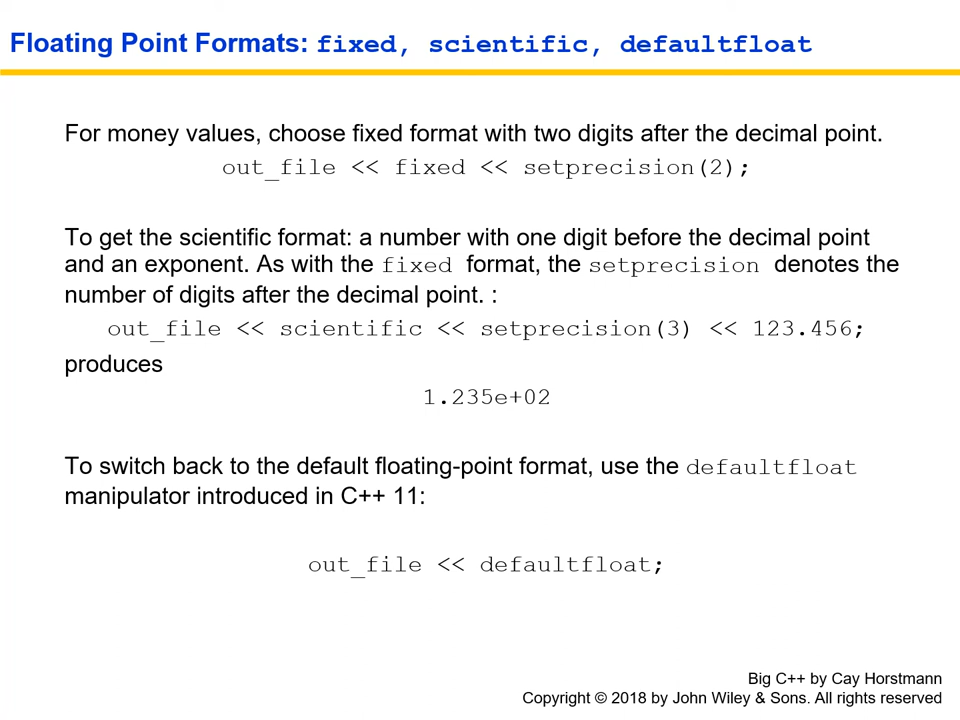 Floating Point Formats: fixed, scientific, defaultfloat
For money values, choose fixed format with two digits after the decimal point.
out_file << fixed << setprecision(2);
To get the scientific format: a number with one digit before the decimal point
and an exponent. As with the fixed format, the setprecision denotes the
number of digits after the decimal point. :
out_file << scientific << setprecision(3) << 123.456;
produces
1.235e+02
To switch back to the default floating-point format, use the defaultfloat
manipulator introduced in C++ 11:
out_file << defaultfloat;
Big C++ by Cay Horstmann
Copyright © 2018 by John Wiley & Sons. All rights reserved